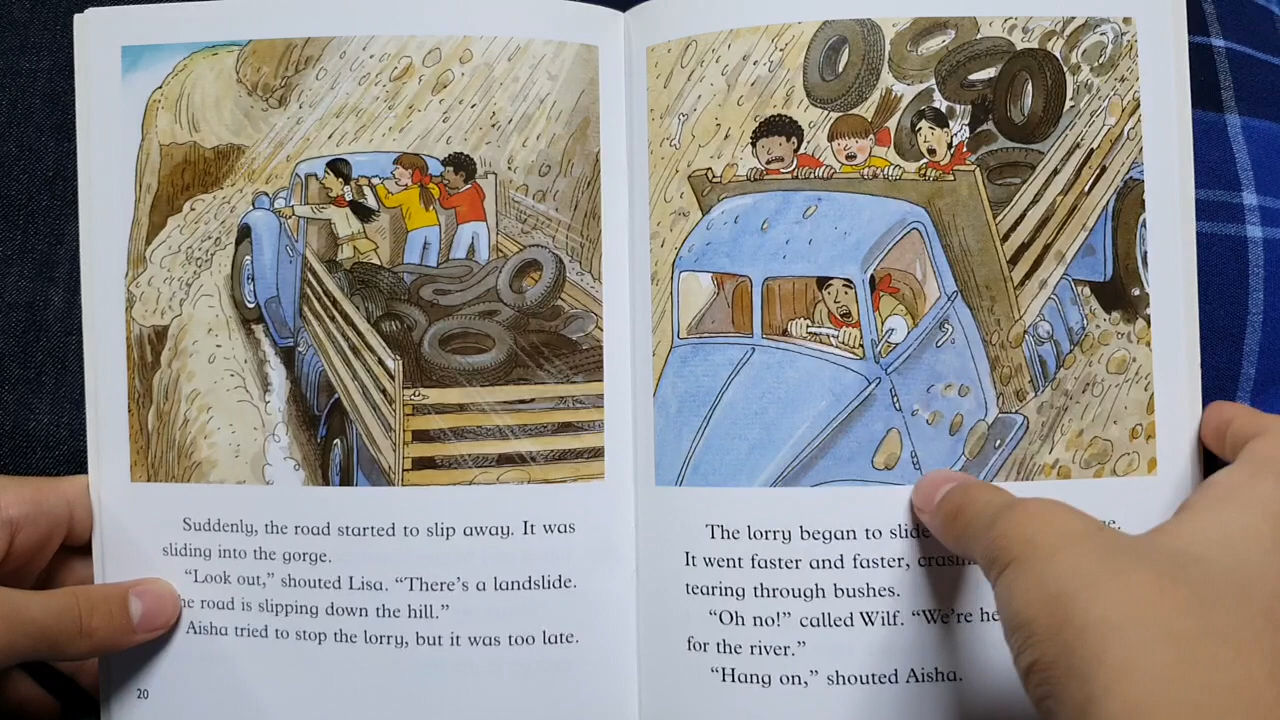 Suddenly, the road started to slip away. It was
sliding into the gorge.
"Look out," shouted Lisa. "There's a landslide.
road is slipping down the hill."
Aisha tried to stop the lorry, but it was too late.
20
The lorry began to slide
It went faster and faster,
tearing through bushes.
"Oh no!" called Wilf. "We're
for the river."
"Hang on," shouted Aisha.